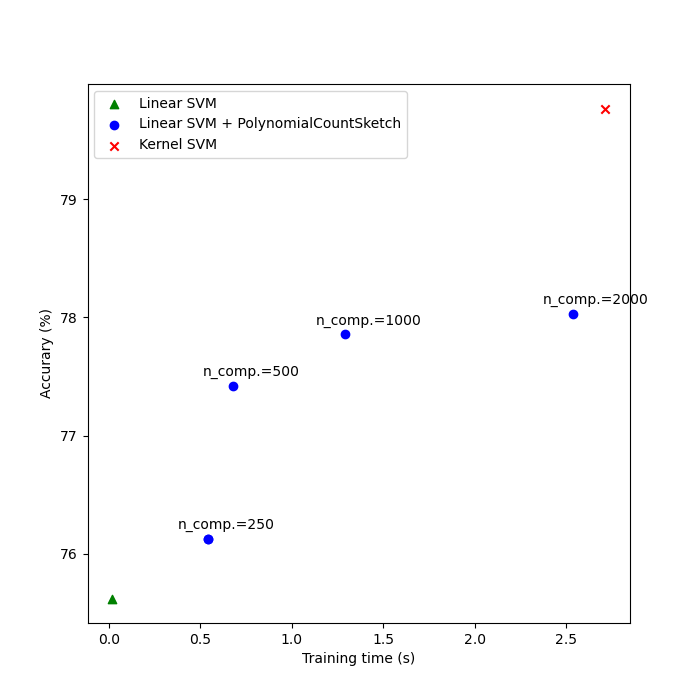 Linear SVM
Linear SVM + PolynomialCountSketch
Kernel SVM
79
78
77
76
Accurary (%)
n_comp.=2000
n_comp.=1000
n_comp.=500
n_comp.=250
0.0 0.5 1.0 1.5 2.0 2.5
Training time (s)